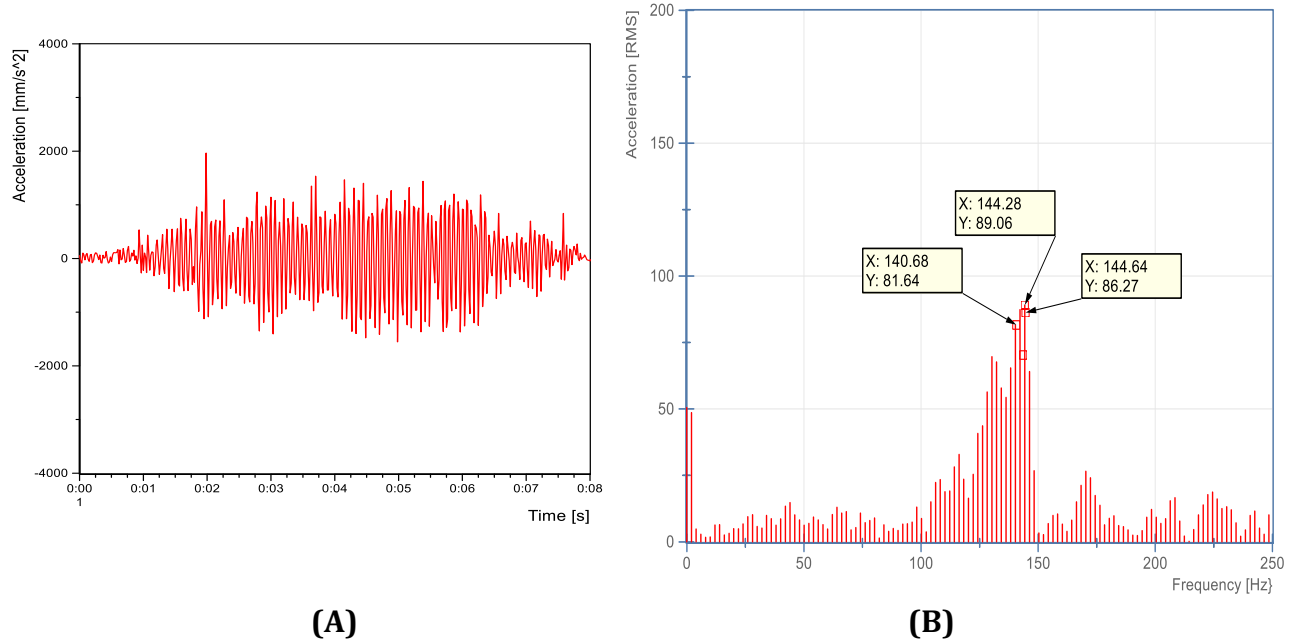 Acceleration [mm/s^2]
4000
2000
0
-2000
-4000
0:00
1
0:01
0:02
0:03
0:04
0:05
0:06
0:07
0:08
Time [s]
(A)
Acceleration [RMS]
200
150
100
50
0
X: 144.28
Y: 89.06
X: 140.68
Y: 81.64
X: 144.64
Y: 86.27
0
50
100
150
200
250
Frequency [Hz}
(B)